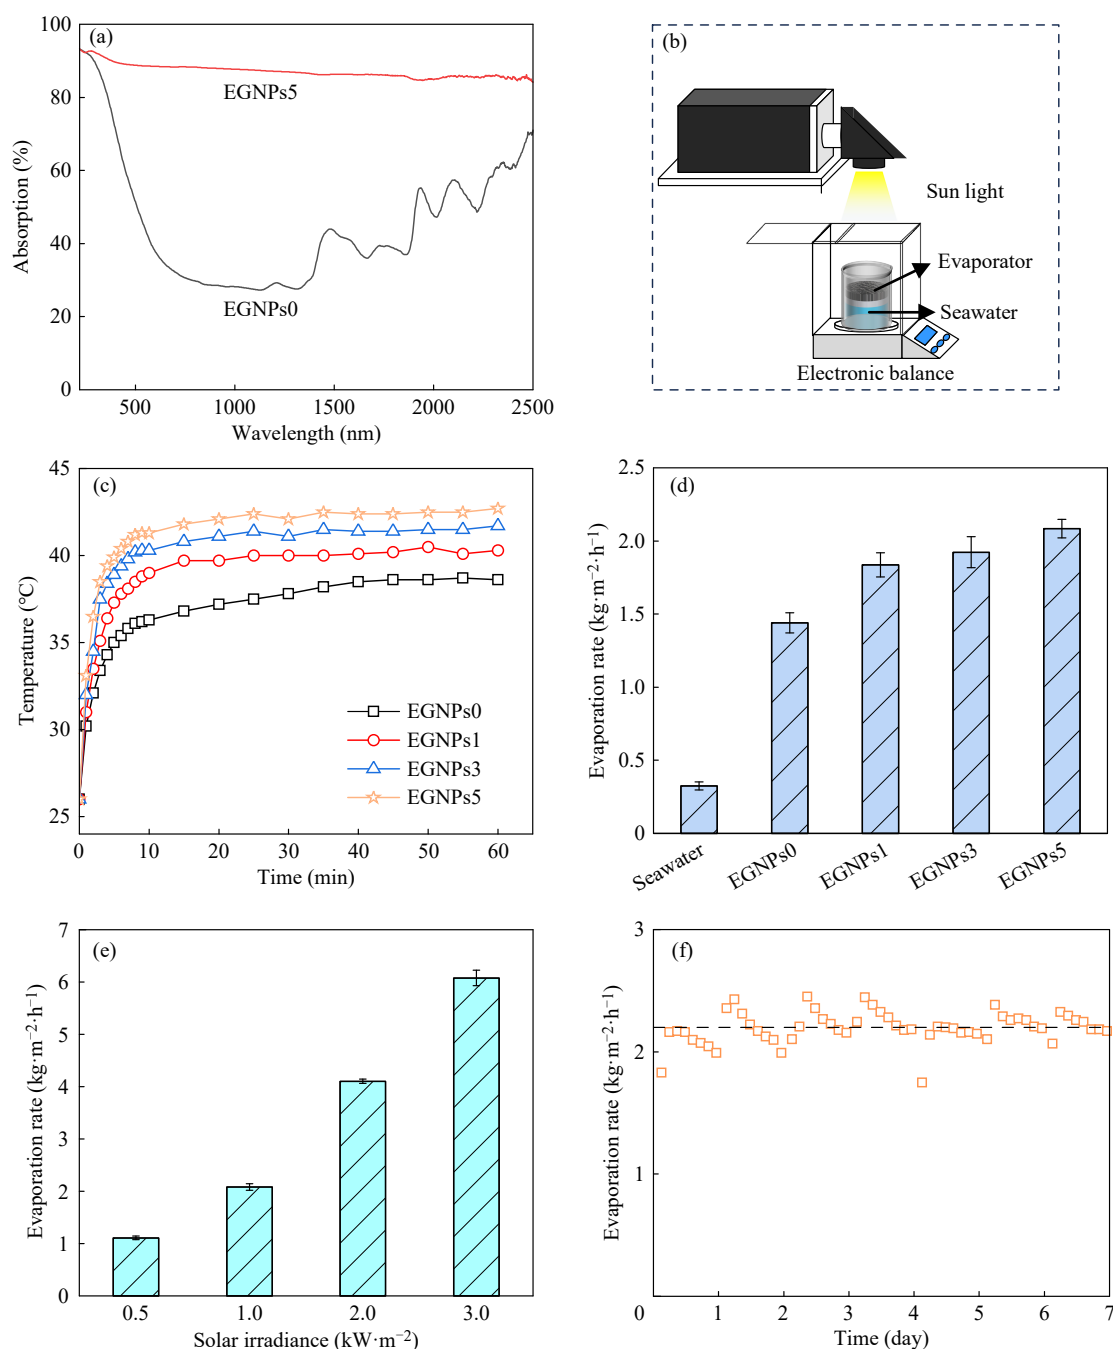 (a)
100
80
60
40
20
0
Absorption (%)
EGNPs5
EGNPs0
500
1000
1500
2000
2500
Wavelength (nm)
(b)
Sun light
Evaporator
Seawater
Electronic balance
(c)
45
40
35
30
25
Temperature (°C)
EGNPs0
EGNPs1
EGNPs3
EGNPs5
0
10
20
30
40
50
60
Time (min)
(d)
2.5
2.0
1.5
1.0
0.5
0
Evaporation rate (kg·m⁻²·h⁻¹)
Seawater
EGNPs0
EGNPs1
EGNPs3
EGNPs5
(e)
7
6
5
4
3
2
1
0
Evaporation rate (kg·m⁻²·h⁻¹)
0.5
1.0
2.0
3.0
Solar irradiance (kW·m⁻²)
(f)
3
2
1
Evaporation rate (kg·m⁻²·h⁻¹)
0
1
2
3
4
5
6
7
Time (day)